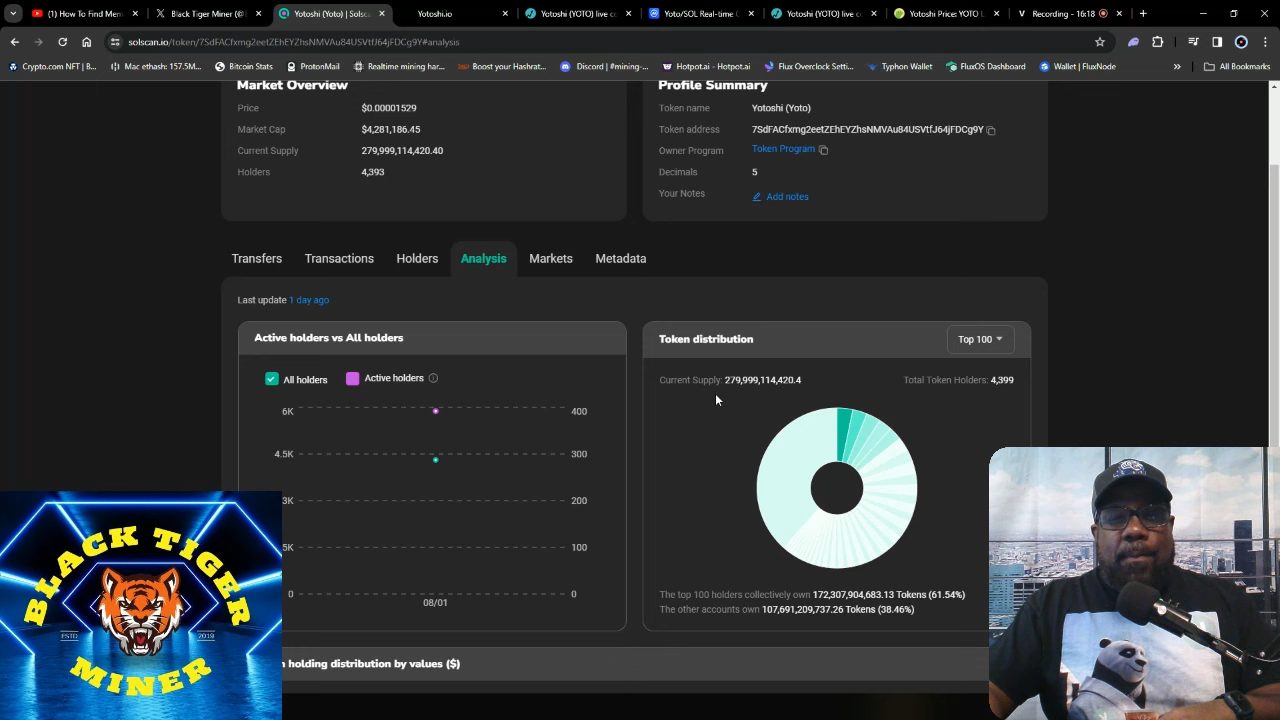 (1) How To Find Meme
Black Tiger Miner (@
Yotoshi (Yoto) | Solsca
Yotoshi.io
Yotoshi (YOTO) live co
Yoto/SOL Real-time
Yotoshi (YOTO) live co
Yotoshi Price: YOTO L
Recording - 16:18
solscan.io/token/7SdFACfxmg2eetZEhEYZhsNMVAu84USVtfJ64jFDCg9Y#analysis
Crypto.com NFT | B...
Mac ethash: 157.5M...
Bitcoin Stats
ProtonMail
Realtime mining har...
Boost your Hashrat...
Discord | #mining-...
Hotpot.ai - Hotpot.ai
Flux Overclock Setti...
Typhon Wallet
FluxOS Dashboard
Wallet | FluxNode
»
All Bookmarks
Market Overview
Price $0.00001529
Market Cap $4,281,186.45
Current Supply 279,999,114,420.40
Holders 4,393
Profile Summary
Token name Yotoshi (Yoto)
Token address 7SdFACfxmg2eetZEhEYZhsNMVAu84USVtfJ64jFDCg9Y
Owner Program Token Program
Decimals 5
Your Notes Add notes
Transfers Transactions Holders Analysis Markets Metadata
Last update 1 day ago
Active holders vs All holders
All holders Active holders
6K 400
4.5K 300
3K 200
5K 100
0 0
08/01
Token distribution
Top 100
Current Supply: 279,999,114,420.4 Total Token Holders: 4,399
The top 100 holders collectively own 172,307,904,683.13 Tokens (61.54%)
The other accounts own 107,691,209,737.26 Tokens (38.46%)
n holding distribution by values ($)
BLACK TIGER
ESTD 2019
MINER